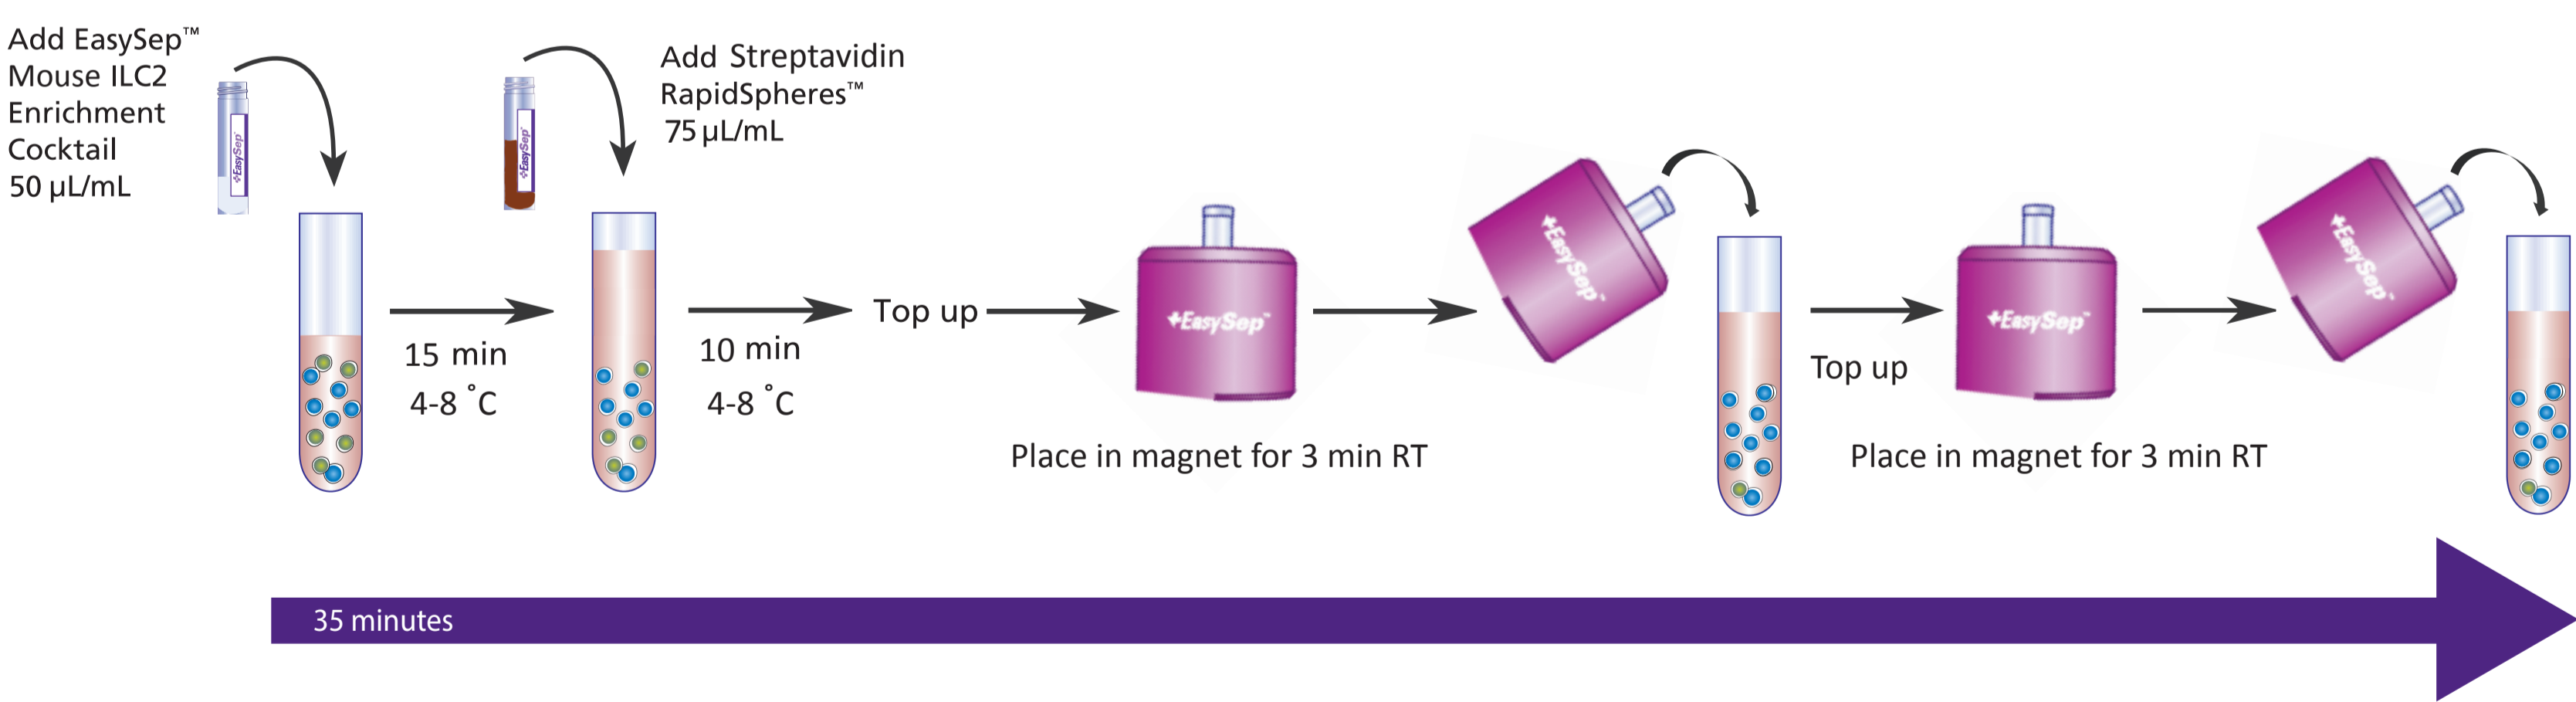 Add EasySep™
Mouse ILC2
Enrichment
Cocktail
50 µL/mL
EasySep™
Add Streptavidin
RapidSpheres™
75 µL/mL
EasySep™
15 min
4-8 °C
10 min
4-8 °C
Top up
EasySep™
Place in magnet for 3 min RT
EasySep™
Top up
EasySep™
Place in magnet for 3 min RT
EasySep™
35 minutes